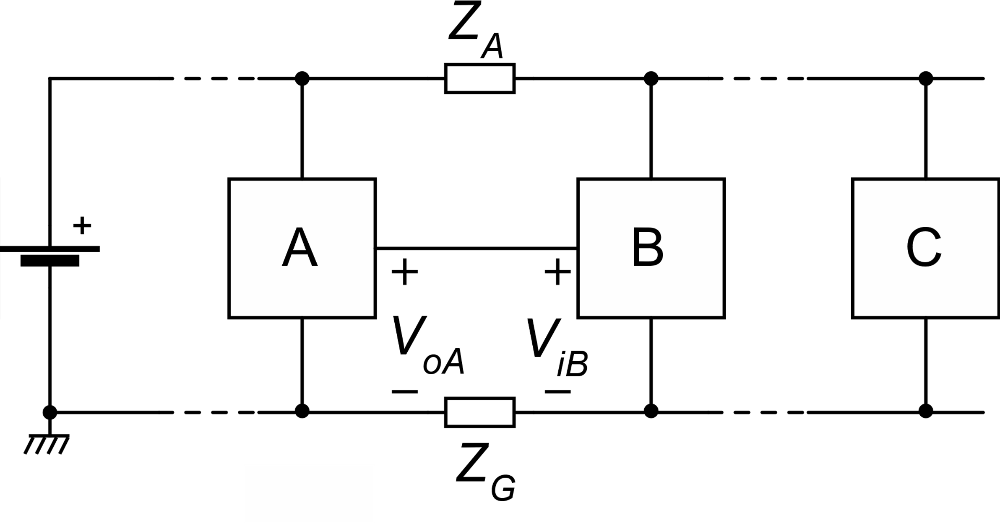 Z_A
+
A
B
C
+ +
V_oA V_iB
− −
Z_G